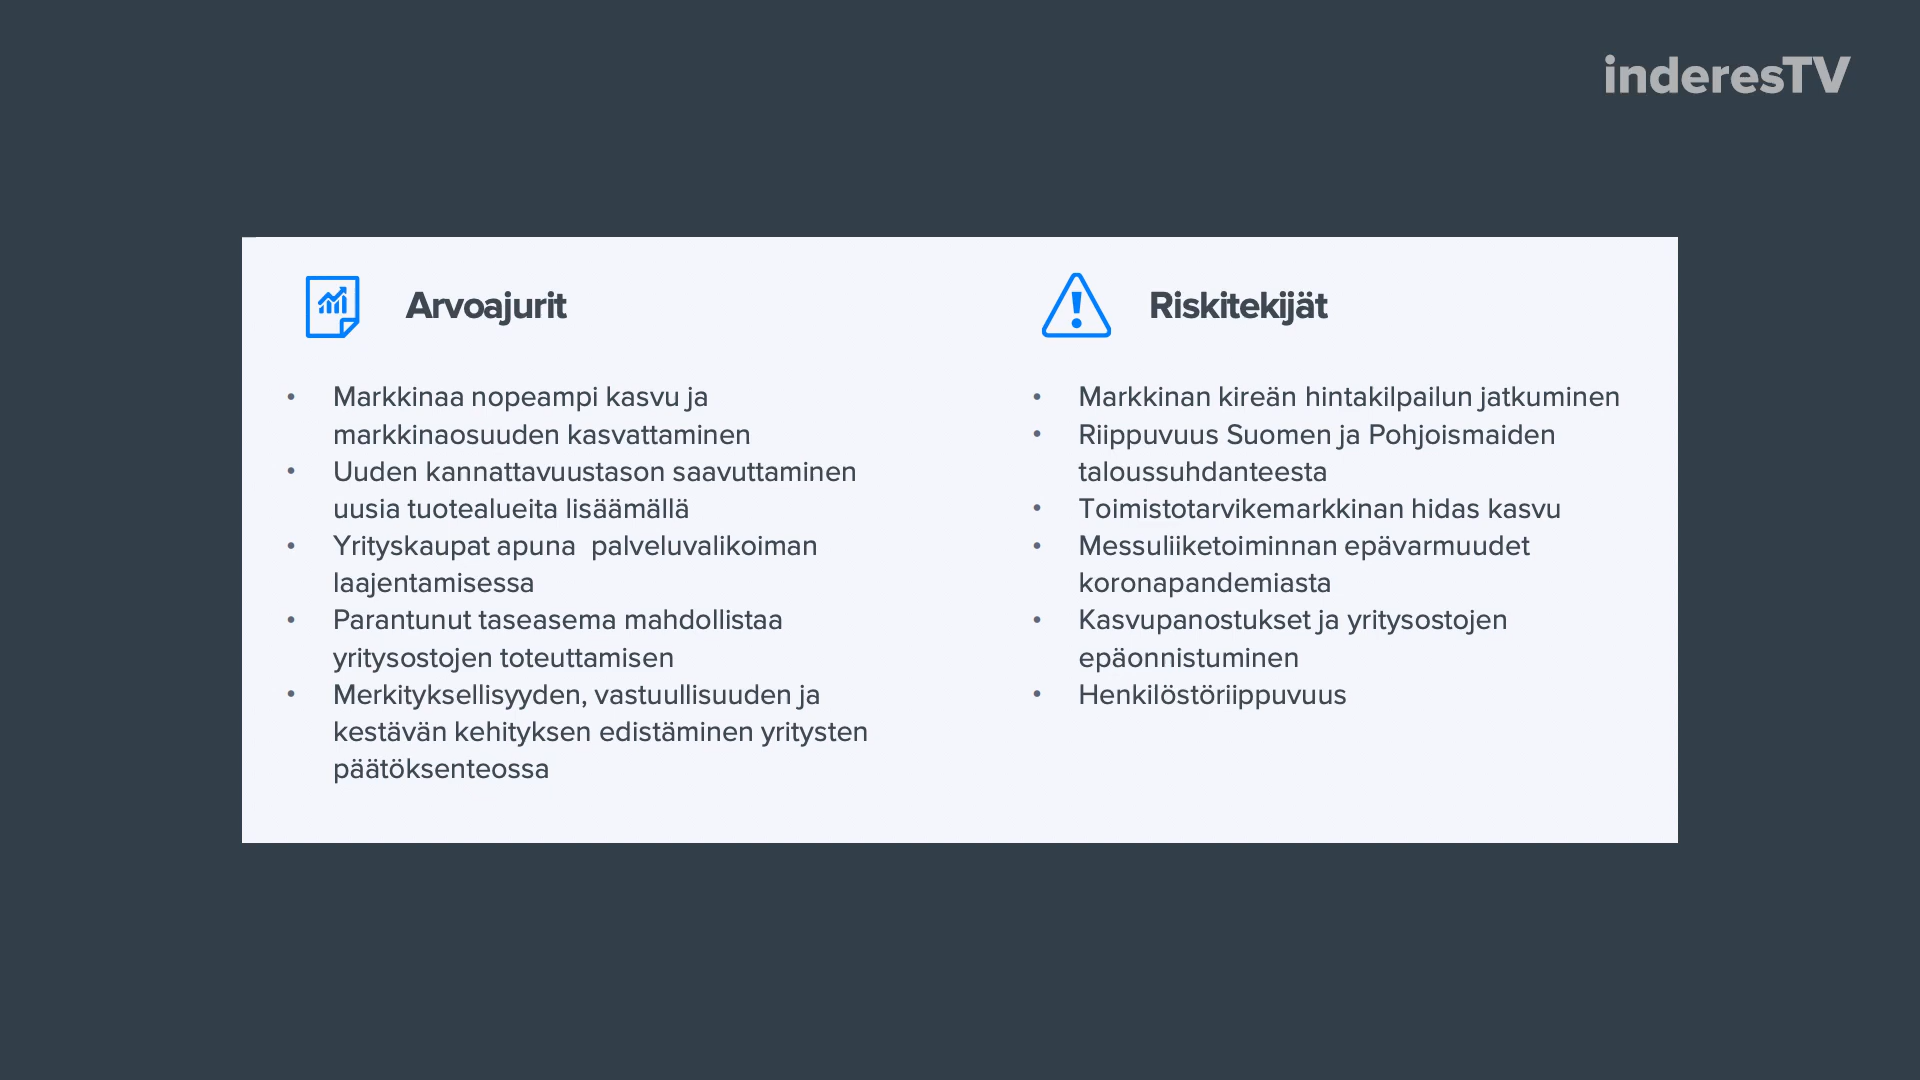 inderesTV
Arvoajurit
• Markkinaa nopeampi kasvu ja
markkinaosuuden kasvattaminen
• Uuden kannattavuustason saavuttaminen
uusia tuotealueita lisäämällä
• Yrityskaupat apuna  palveluvalikoiman
laajentamisessa
• Parantunut taseasema mahdollistaa
yritysostojen toteuttamisen
• Merkityksellisyyden, vastuullisuuden ja
kestävän kehityksen edistäminen yritysten
päätöksenteossa
Riskitekijät
• Markkinan kireän hintakilpailun jatkuminen
• Riippuvuus Suomen ja Pohjoismaiden
taloussuhdanteesta
• Toimistotarvikemarkkinan hidas kasvu
• Messuliiketoiminnan epävarmuudet
koronapandemiasta
• Kasvupanostukset ja yritysostojen
epäonnistuminen
• Henkilöstöriippuvuus